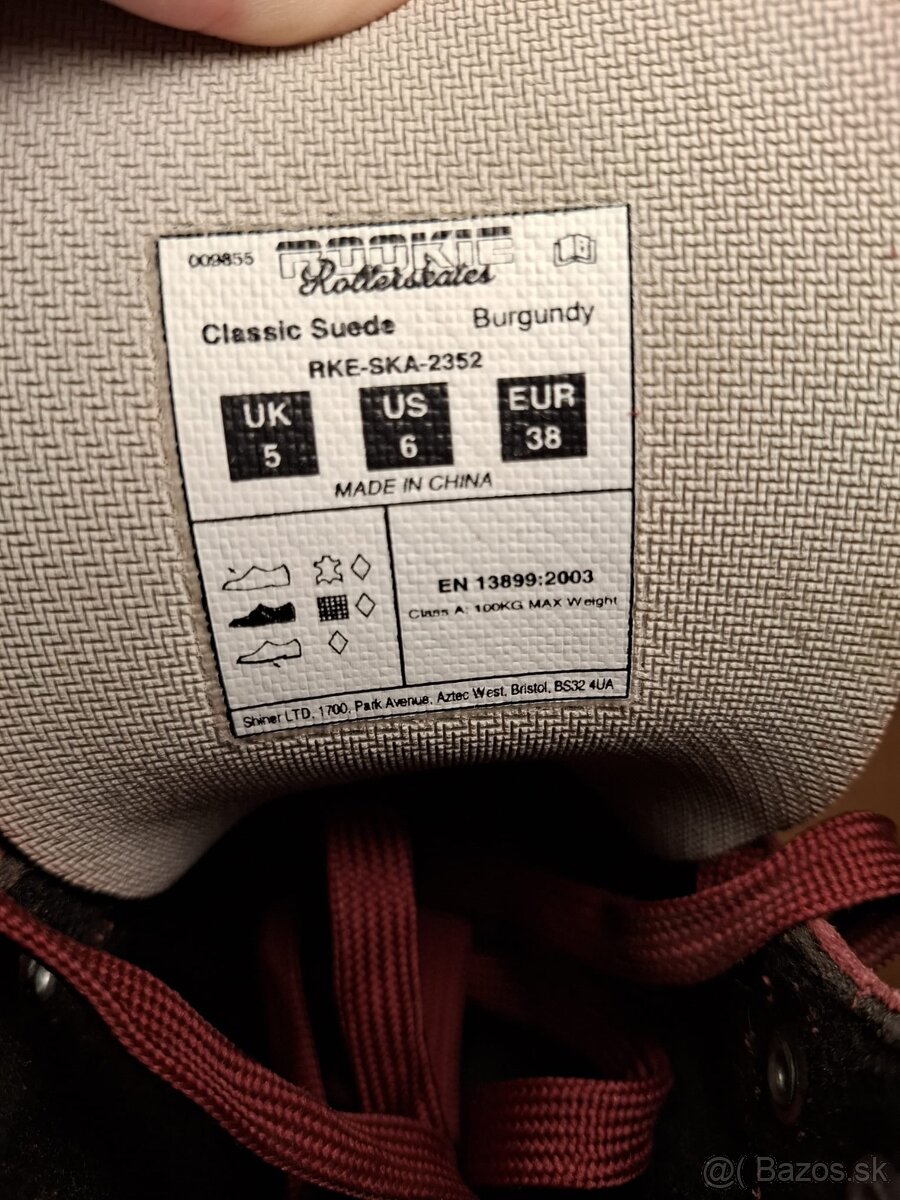 009855
ROOKIE
Rollerskates
Classic Suede
Burgundy
RKE-SKA-2352
UK
5
US
6
EUR
38
MADE IN CHINA
EN 13899:2003
Class A: 100KG MAX Weight
Shiner LTD, 1700, Park Avenue, Aztec West, Bristol, BS32 4UA
@( Bazos.sk